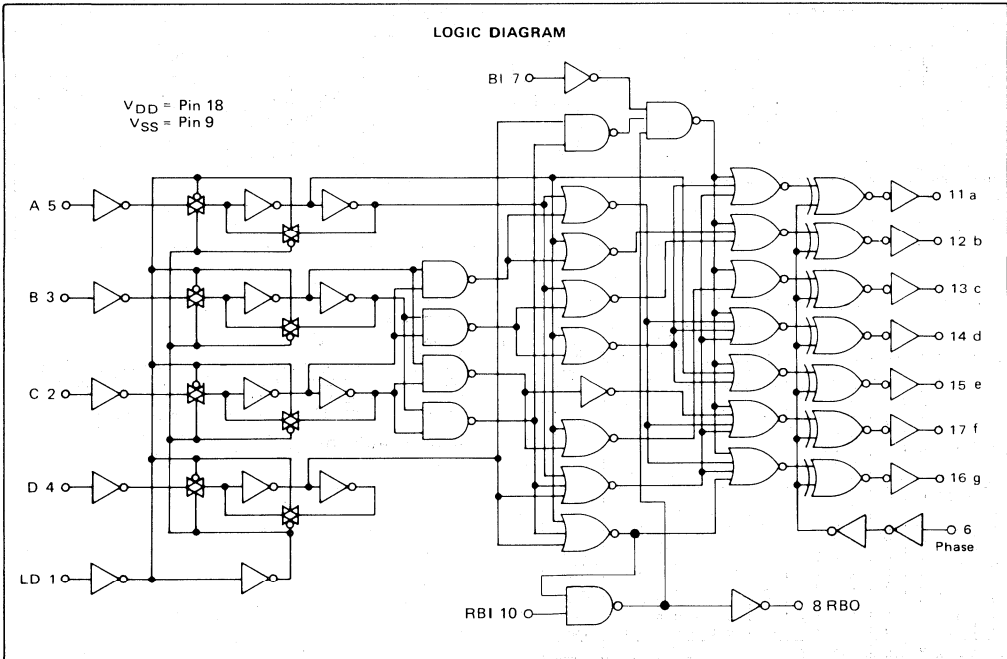 LOGIC DIAGRAM
BI 7
VDD = Pin 18
VSS = Pin 9
A 5
11 a
12 b
B 3
13 c
14 d
C 2
15 e
17 f
D 4
16 g
6
Phase
LD 1
RBI 10
8 RBO